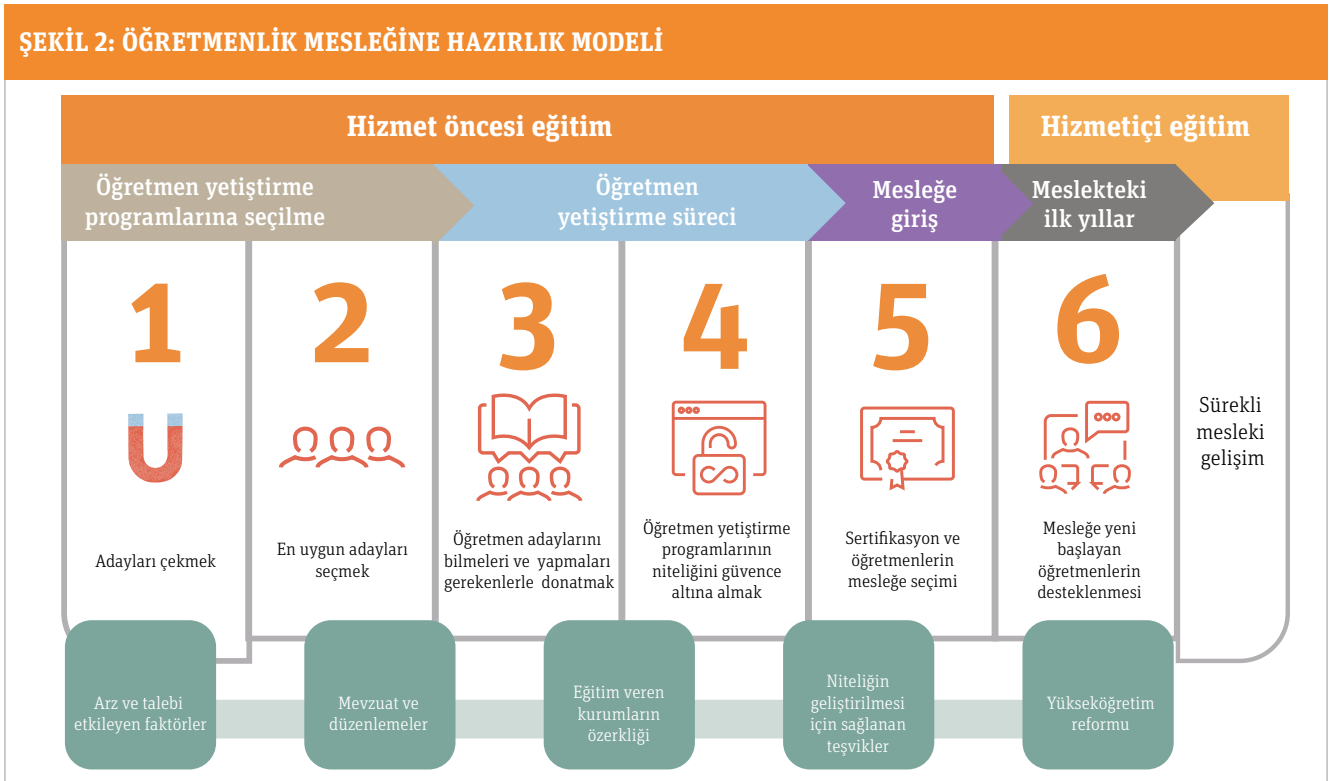 ŞEKİL 2: ÖĞRETMENLİK MESLEĞİNE HAZIRLIK MODELİ
Hizmet öncesi eğitim
Hizmetiçi eğitim
Öğretmen yetiştirme
programlarına seçilme
Öğretmen
yetiştirme süreci
Mesleğe
giriş
Meslekteki
ilk yıllar
1
Adayları çekmek
2
En uygun adayları
seçmek
3
Öğretmen adaylarını
bilmeleri ve yapmaları
gerekenlerle donatmak
4
Öğretmen yetiştirme
programlarının
niteliğini güvence
altına almak
5
Sertifikasyon ve
öğretmenlerin
mesleğe seçimi
6
Mesleğe yeni
başlayan
öğretmenlerin
desteklenmesi
Sürekli
mesleki
gelişim
Arz ve talebi
etkileyen faktörler
Mevzuat ve
düzenlemeler
Eğitim veren
kurumların
özerkliği
Niteliğin
geliştirilmesi
için sağlanan
teşvikler
Yükseköğretim
reformu